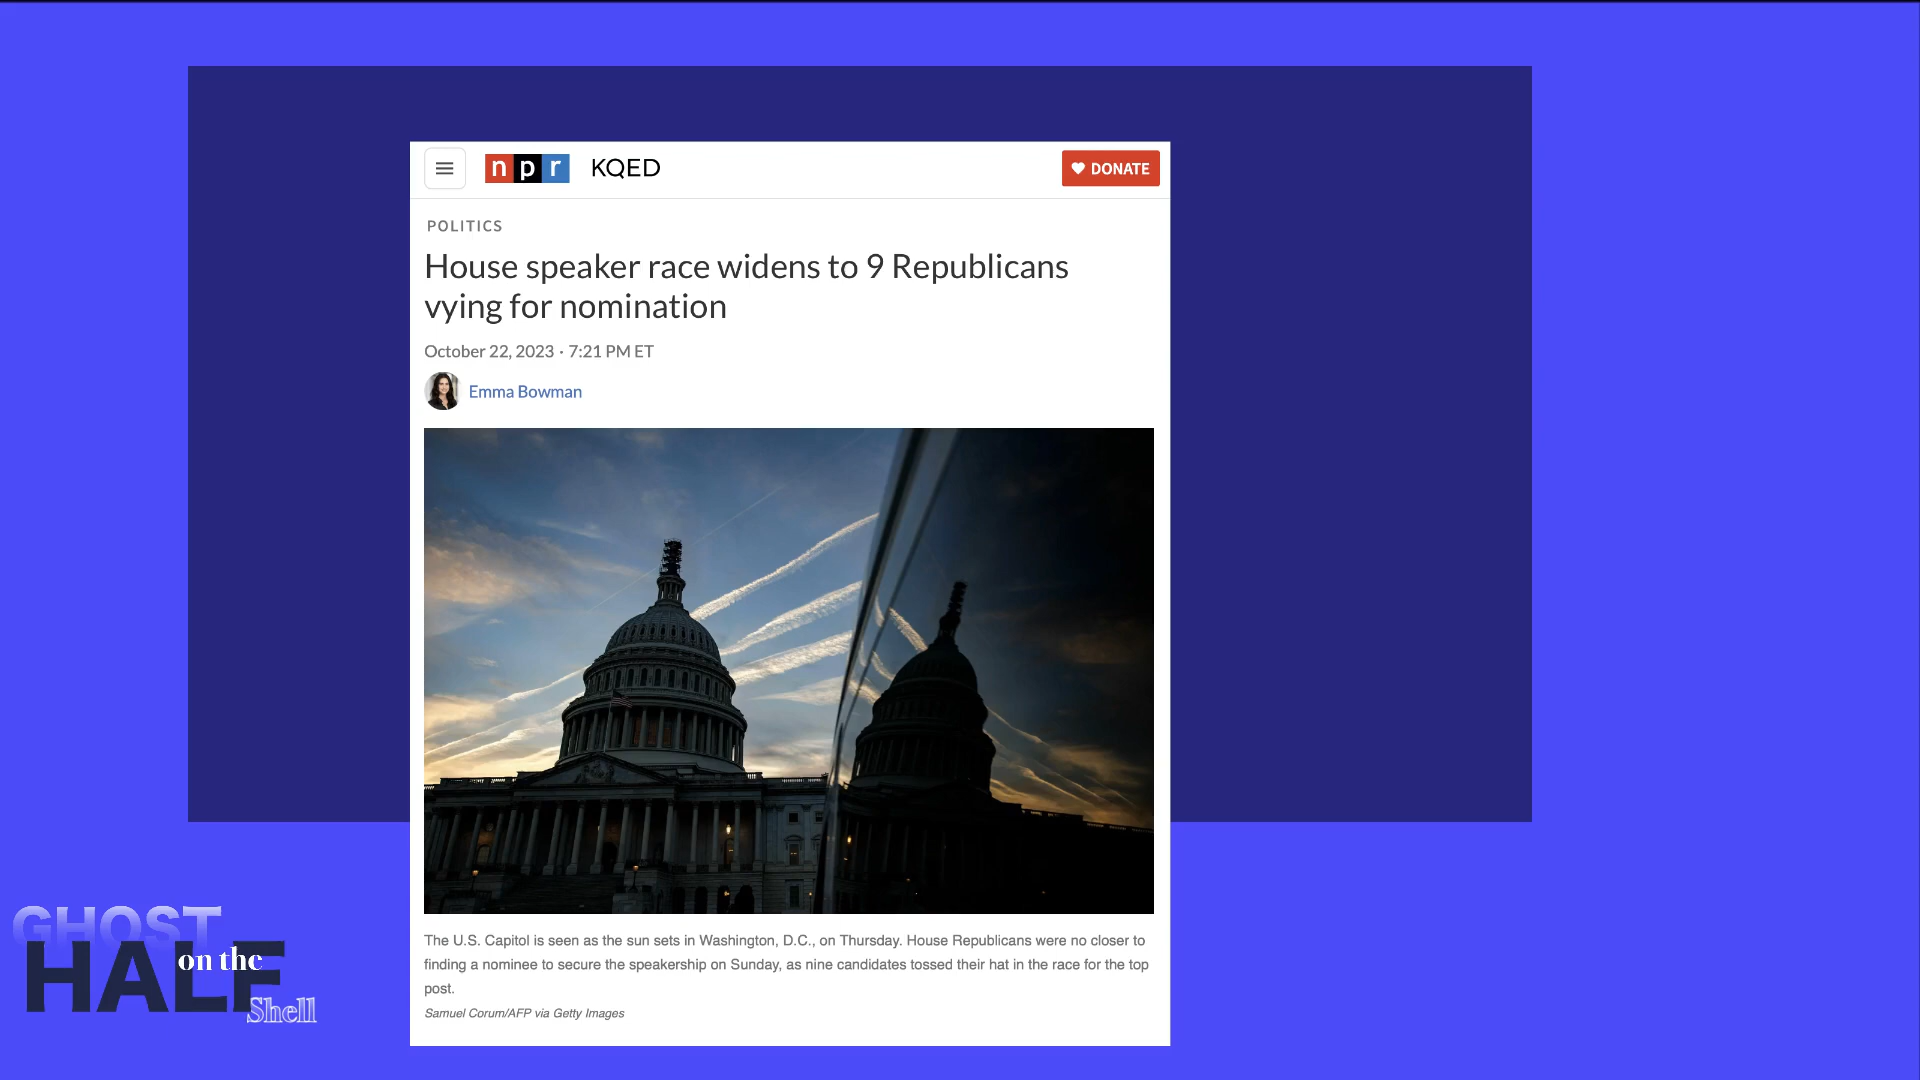 npr KQED
DONATE
POLITICS
House speaker race widens to 9 Republicans
vying for nomination
October 22, 2023 · 7:21 PM ET
Emma Bowman
The U.S. Capitol is seen as the sun sets in Washington, D.C., on Thursday. House Republicans were no closer to
finding a nominee to secure the speakership on Sunday, as nine candidates tossed their hat in the race for the top
post.
Samuel Corum/AFP via Getty Images
GHOST
HALF
on the
Shell